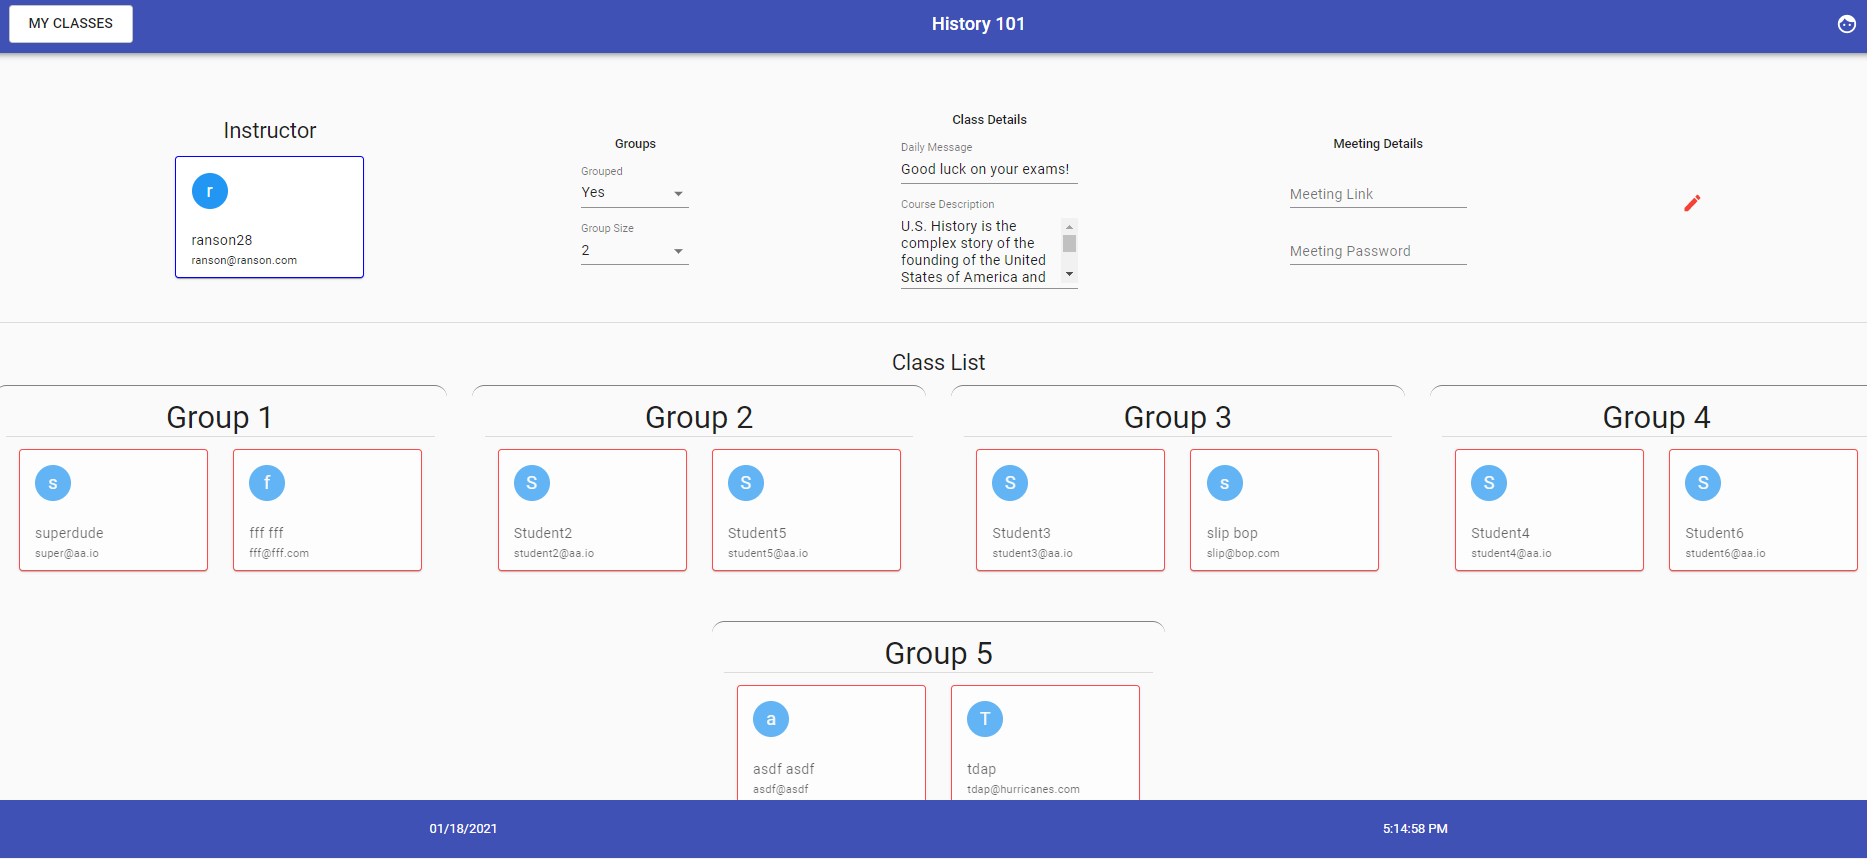 MY CLASSES
History 101
Instructor
r
ranson28
ranson@ranson.com
Groups
Grouped
Yes
Group Size
2
Class Details
Daily Message
Good luck on your exams!
Course Description
U.S. History is the
complex story of the
founding of the United
States of America and
Meeting Details
Meeting Link
Meeting Password
Class List
Group 1
s
superdude
super@aa.io
f
fff fff
fff@fff.com
Group 2
S
Student2
student2@aa.io
S
Student5
student5@aa.io
Group 3
S
Student3
student3@aa.io
s
slip bop
slip@bop.com
Group 4
S
Student4
student4@aa.io
S
Student6
student6@aa.io
Group 5
a
asdf asdf
asdf@asdf
T
tdap
tdap@hurricanes.com
01/18/2021
5:14:58 PM